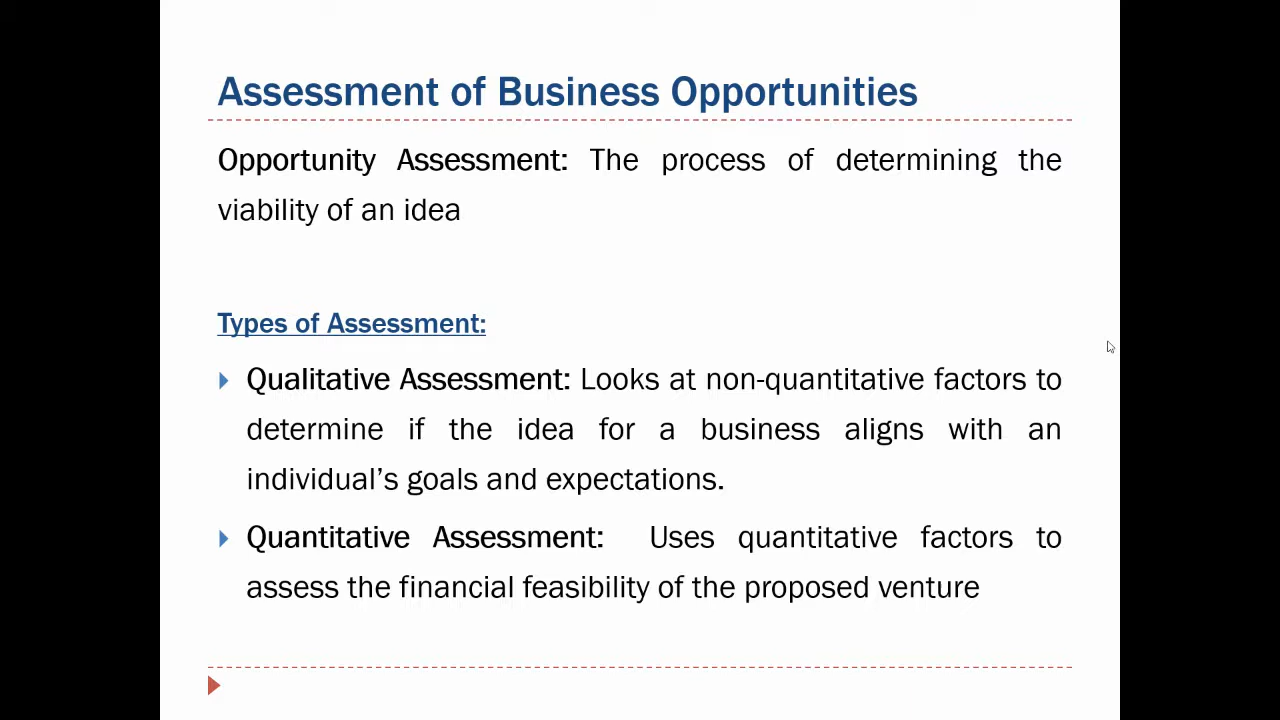 Assessment of Business Opportunities
Opportunity Assessment: The process of determining the
viability of an idea
Types of Assessment:
Qualitative Assessment: Looks at non-quantitative factors to
determine if the idea for a business aligns with an
individual’s goals and expectations.
Quantitative Assessment: Uses quantitative factors to
assess the financial feasibility of the proposed venture